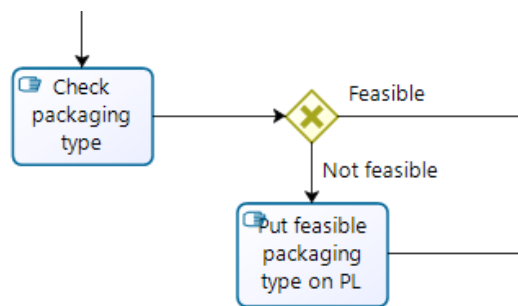 Check
packaging
type
Feasible
Not feasible
Put feasible
packaging
type on PL